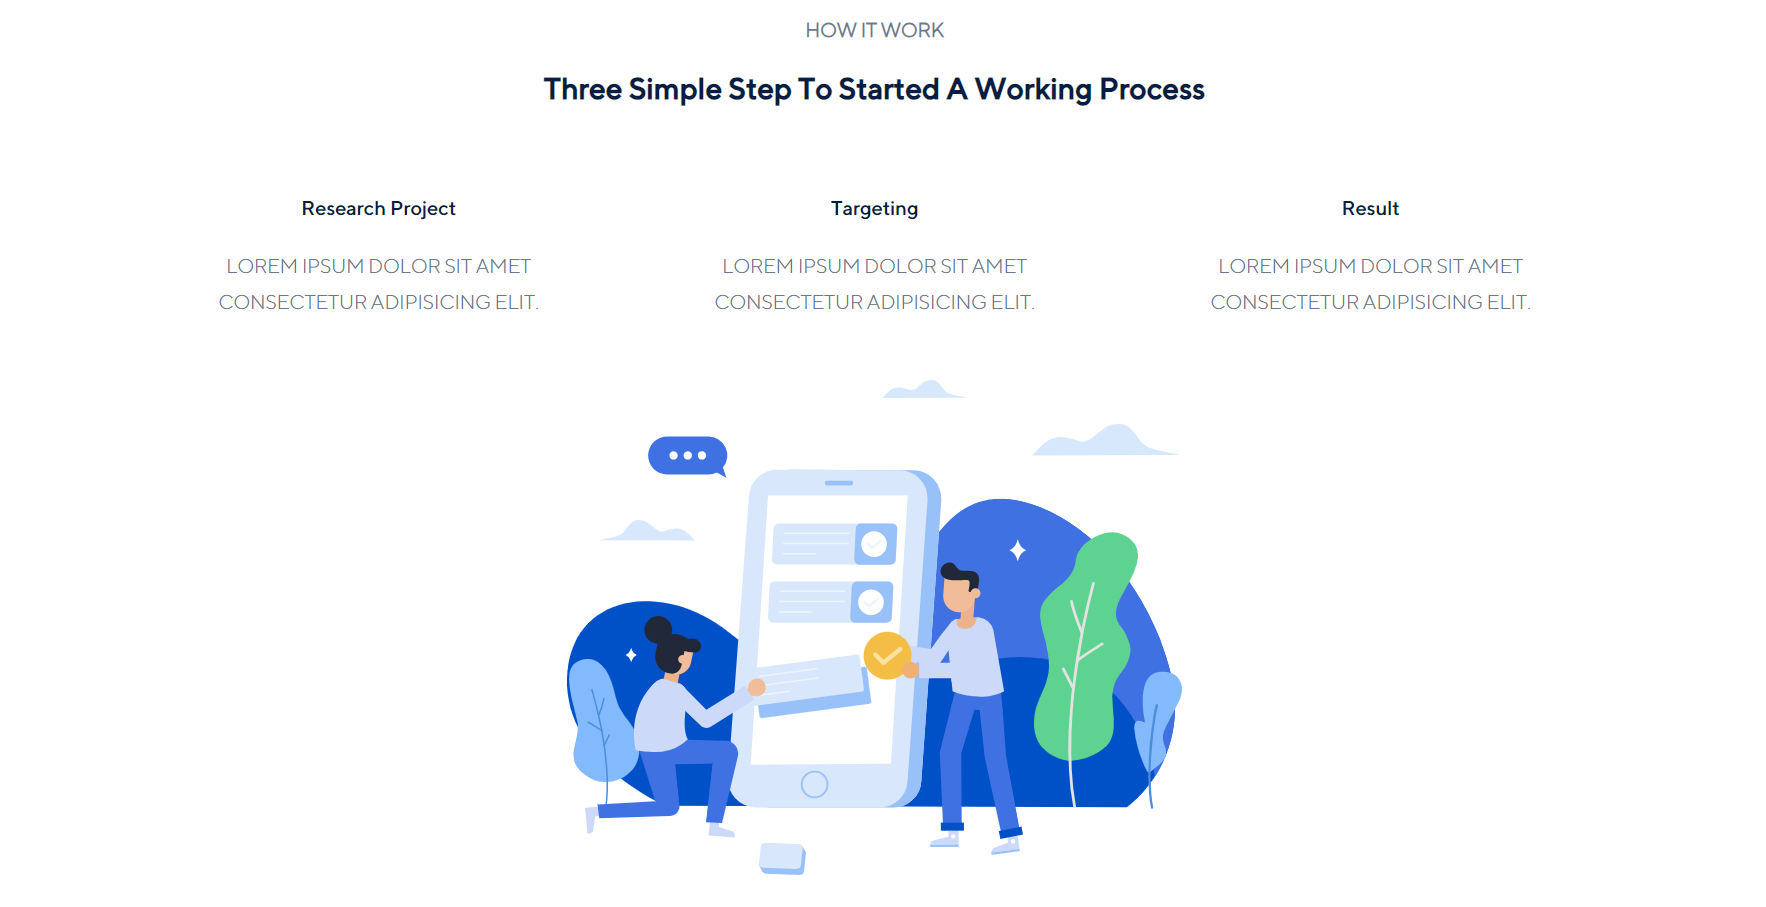 HOW IT WORK
Three Simple Step To Started A Working Process
Research Project
LOREM IPSUM DOLOR SIT AMET
CONSECTETUR ADIPISICING ELIT.
Targeting
LOREM IPSUM DOLOR SIT AMET
CONSECTETUR ADIPISICING ELIT.
Result
LOREM IPSUM DOLOR SIT AMET
CONSECTETUR ADIPISICING ELIT.